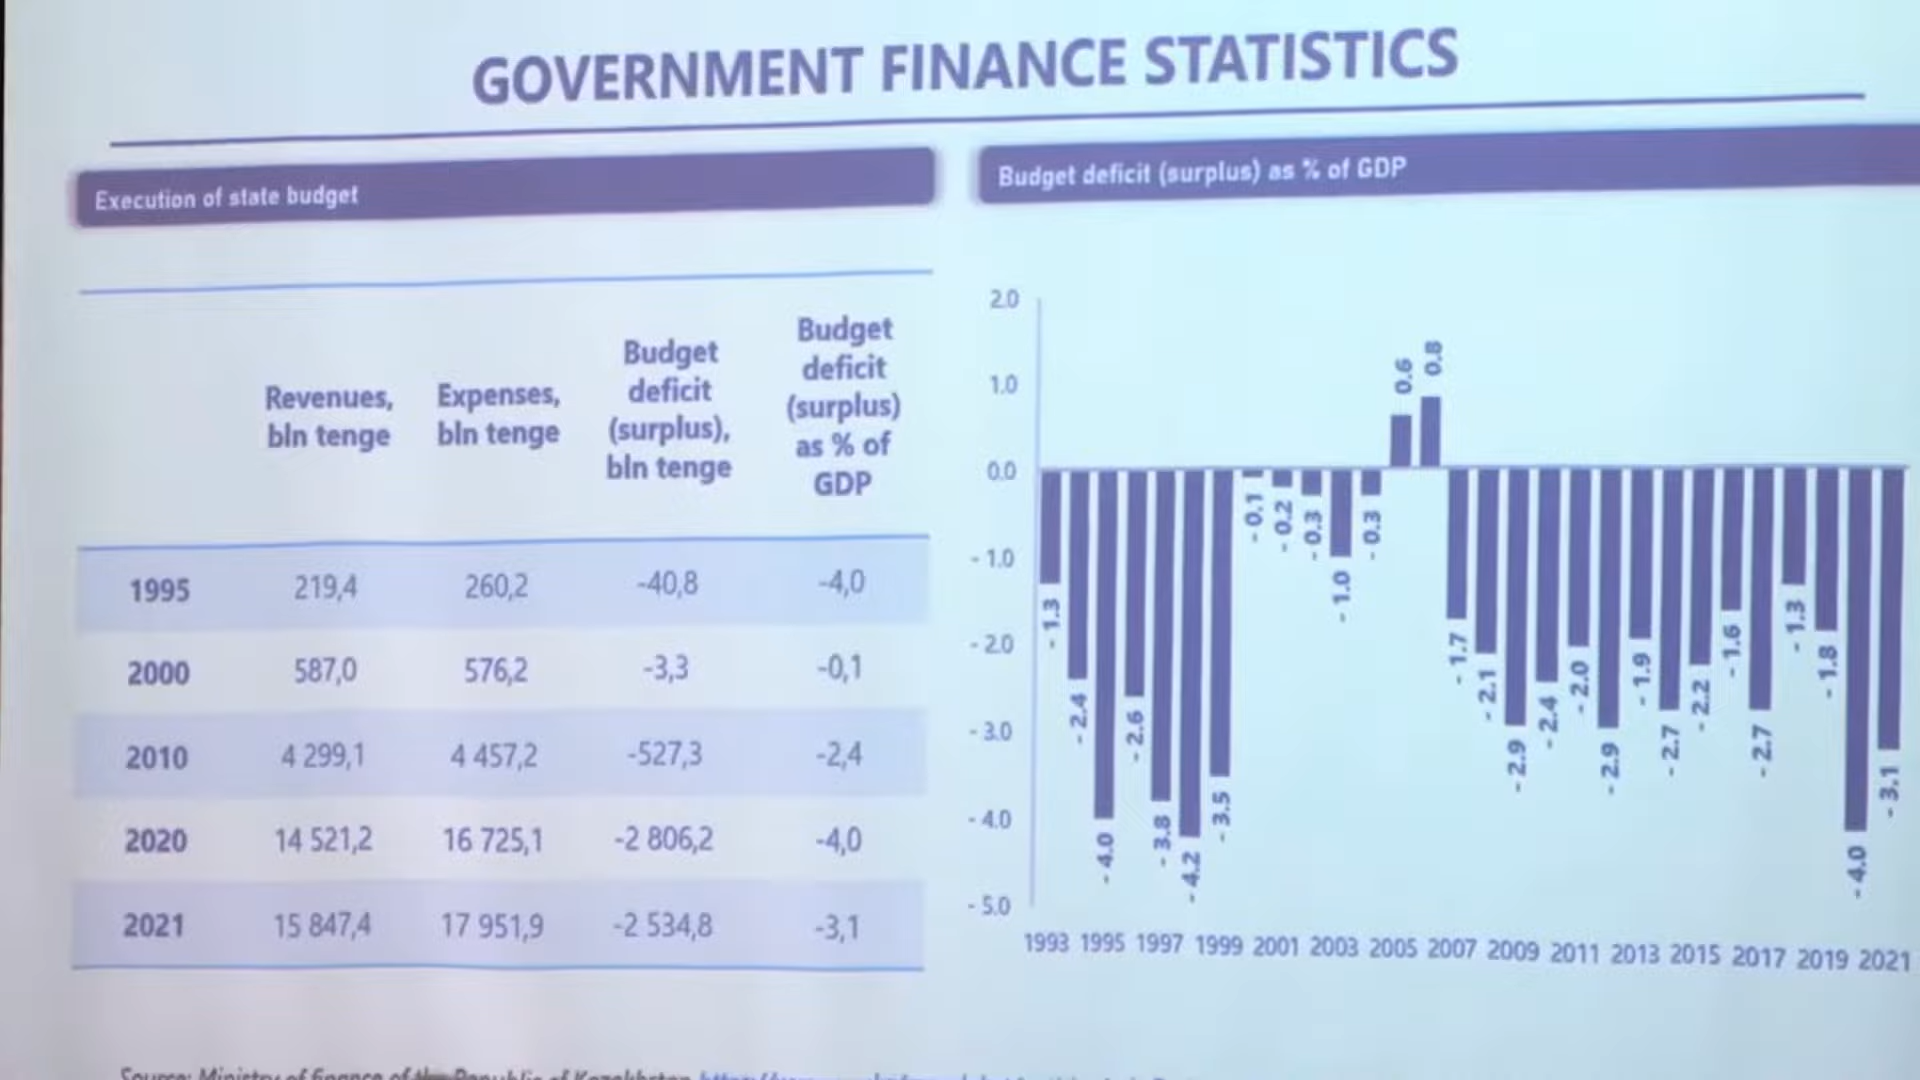 GOVERNMENT FINANCE STATISTICS
Execution of state budget
Budget
deficit
(surplus)
as % of
GDP
Budget
deficit
(surplus),
bln tenge
Revenues,
bln tenge
Expenses,
bln tenge
1995 219,4 260,2 -40,8 -4,0
2000 587,0 576,2 -3,3 -0,1
2010 4 299,1 4 457,2 -527,3 -2,4
2020 14 521,2 16 725,1 -2 806,2 -4,0
2021 15 847,4 17 951,9 -2 534,8 -3,1
Budget deficit (surplus) as % of GDP
2.0
1.0
0.0
- 1.0
- 2.0
- 3.0
- 4.0
- 5.0
- 1.3
- 2.4
- 4.0
- 2.6
- 3.8
- 4.2
- 3.5
- 0.1
- 0.2
- 0.3
- 1.0
- 0.3
0.6
0.8
- 1.7
- 2.1
- 2.9
- 2.4
- 2.0
- 2.9
- 1.9
- 2.7
- 2.2
- 1.6
- 2.7
- 1.3
- 1.8
- 4.0
- 3.1
1993 1995 1997 1999 2001 2003 2005 2007 2009 2011 2013 2015 2017 2019 2021
Source: Ministry of finance of the Republic of Kazakhstan